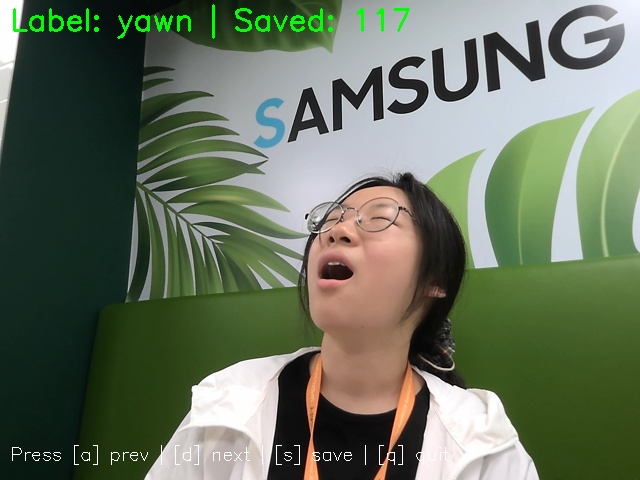 Label: yawn | Saved: 117
SAMSUNG
Press [a] prev | [d] next | [s] save | [q] quit